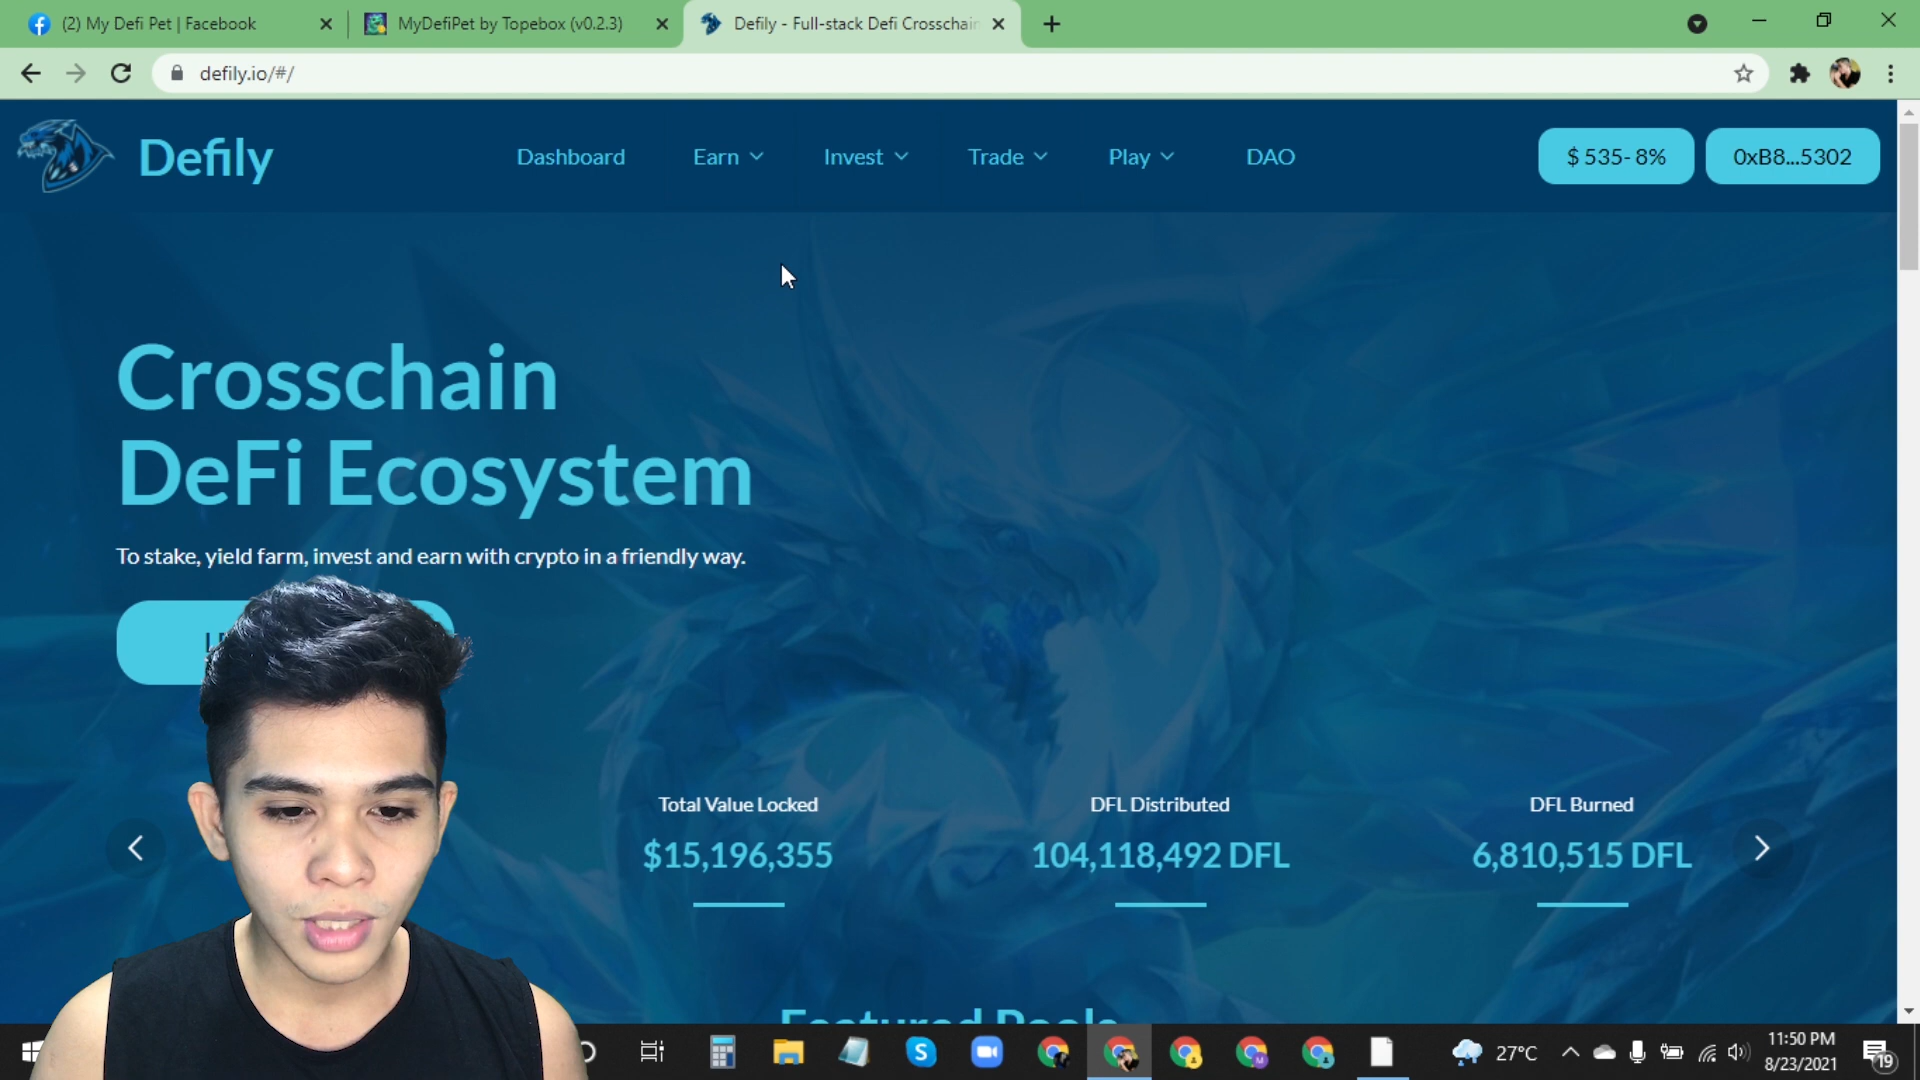 (2) My Defi Pet | Facebook
MyDefiPet by Topebox (v0.2.3)
Defily - Full-stack Defi Crosschain
defily.io/#/
Defily
Dashboard
Earn
Invest
Trade
Play
DAO
$ 535- 8%
0xB8...5302
Crosschain
DeFi Ecosystem
To stake, yield farm, invest and earn with crypto in a friendly way.
Total Value Locked
$15,196,355
DFL Distributed
104,118,492 DFL
DFL Burned
6,810,515 DFL
Featured Pools
27°C
11:50 PM
8/23/2021
19